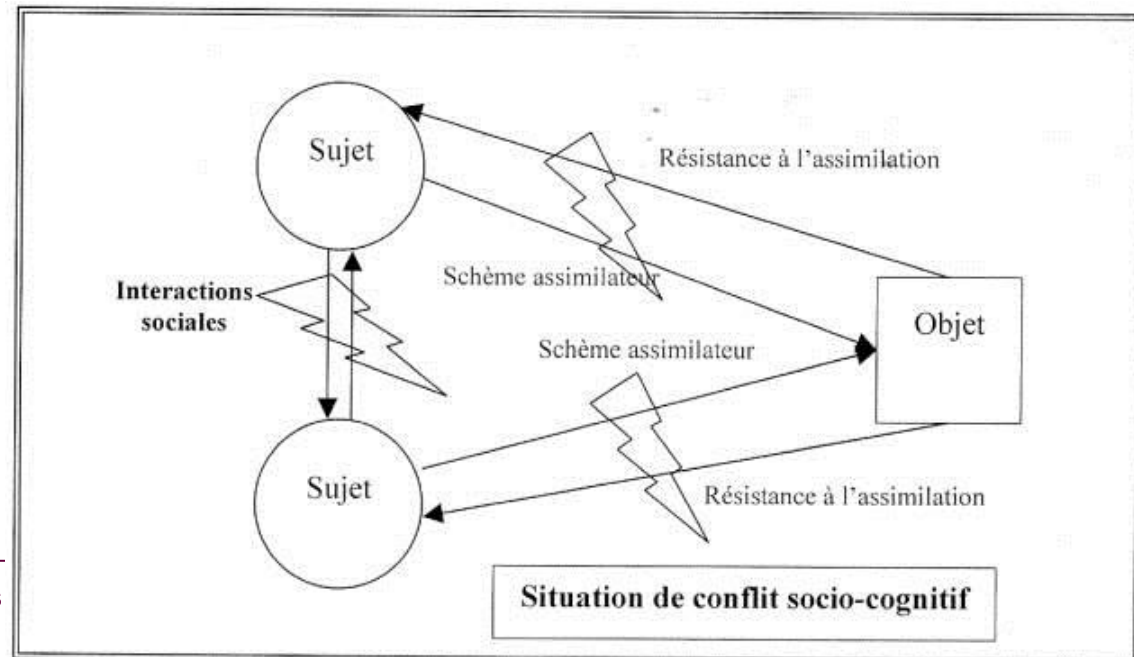 Sujet
Résistance à l'assimilation
Schème assimilateur
Interactions
sociales
Objet
Schème assimilateur
Sujet
Résistance à l'assimilation
Situation de conflit socio-cognitif